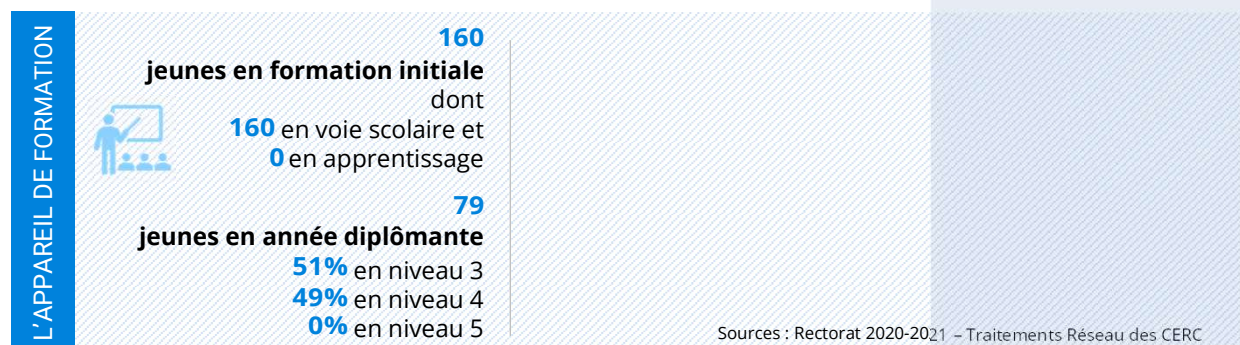 L'APPAREIL DE FORMATION
160
jeunes en formation initiale
dont
160 en voie scolaire et
0 en apprentissage
79
jeunes en année diplômante
51% en niveau 3
49% en niveau 4
0% en niveau 5
Sources : Rectorat 2020-2021 – Traitements Réseau des CERC